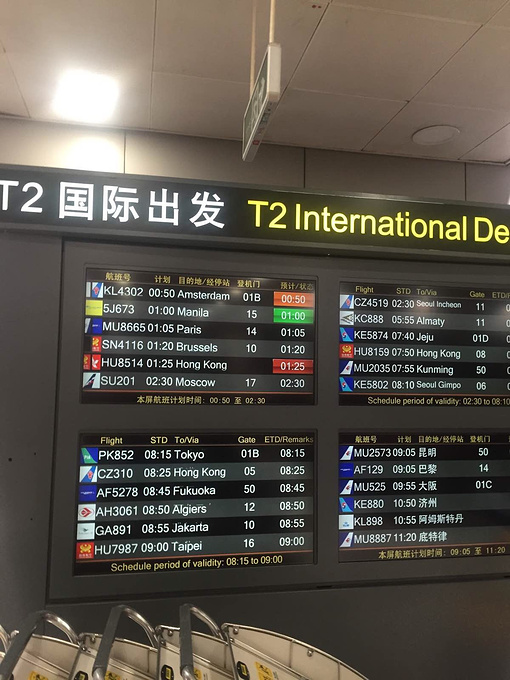 T2 国际出发 T2 International De
航班号 计划 目的地/经停站 登机门 预计/状态
KL4302 00:50 Amsterdam 01B 00:50
5J673 01:00 Manila 15 01:00
MU8665 01:05 Paris 14 01:05
SN4116 01:20 Brussels 10 01:20
HU8514 01:25 Hong Kong 01:25
SU201 02:30 Moscow 17 02:30
本屏航班计划时间: 00:50 至 02:30
Flight STD To/Via Gate ETD/R
CZ4519 02:30 Seoul Incheon 11 0
KC888 05:55 Almaty 11 0
KE5874 07:40 Jeju 01D 0
HU8159 07:50 Hong Kong 08 0
MU2035 07:55 Kunming 50
KE5802 08:10 Seoul Gimpo 06
Schedule period of validity: 02:30 to 08:10
Flight STD To/Via Gate ETD/Remarks
PK852 08:15 Tokyo 01B 08:15
CZ310 08:25 Hong Kong 05 08:25
AF5278 08:45 Fukuoka 50 08:45
AH3061 08:50 Algiers 12 08:50
GA891 08:55 Jakarta 10 08:55
HU7987 09:00 Taipei 16 09:00
Schedule period of validity: 08:15 to 09:00
航班号 计划 目的地/经停站 登机门
MU2573 09:05 昆明 50
AF129 09:05 巴黎 14
MU525 09:55 大阪 01C
KE880 10:50 济州
KL898 10:55 阿姆斯特丹
MU8887 11:20 底特律
本屏航班计划时间: 09:05 至 11:20